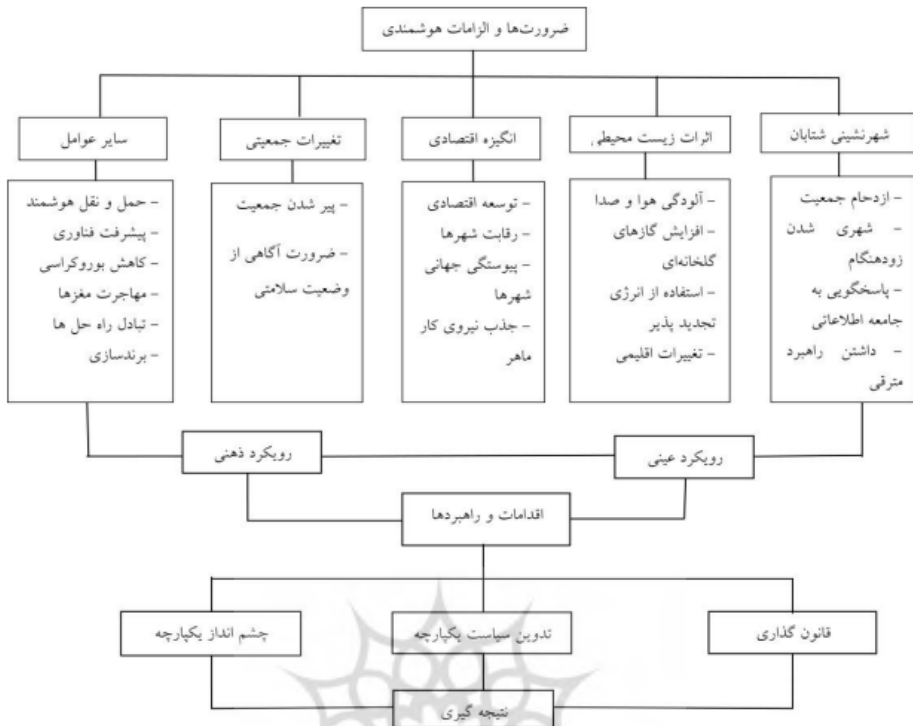 ضرورت‌ها و الزامات هوشمندی
شهرنشینی شتابان
اثرات زیست محیطی
انگیزه اقتصادی
تغییرات جمعیتی
سایر عوامل
- ازدحام جمعیت
- شهری شدن
زودهنگام
- پاسخگویی به
جامعه اطلاعاتی
- داشتن راهبرد
مترقی
- آلودگی هوا و صدا
- افزایش گازهای
گلخانه‌ای
- استفاده از انرژی
تجدید پذیر
- تغییرات اقلیمی
- توسعه اقتصادی
- رقابت شهرها
- پیوستگی جهانی
شهرها
- جذب نیروی کار
ماهر
- پیر شدن جمعیت
- ضرورت آگاهی از
وضعیت سلامتی
- حمل و نقل هوشمند
- پیشرفت فناوری
- کاهش بوروکراسی
- مهاجرت مغزها
- تبادل راه حل ها
- برندسازی
رویکرد عینی
رویکرد ذهنی
اقدامات و راهبردها
قانون گذاری
تدوین سیاست یکپارچه
چشم انداز یکپارچه
نتیجه گیری